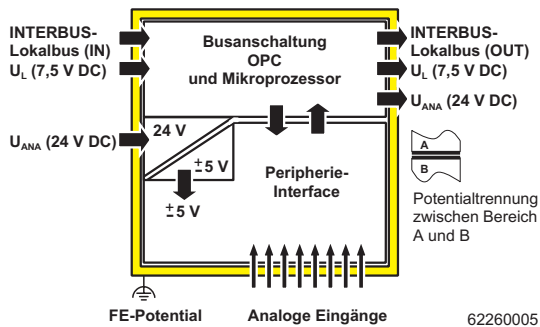 INTERBUS-
Lokalbus (IN)
UL (7,5 V DC)
UANA (24 V DC)
Busanschaltung
OPC
und Mikroprozessor
24 V
±5 V
±5 V
Peripherie-
Interface
INTERBUS-
Lokalbus (OUT)
UL (7,5 V DC)
UANA (24 V DC)
A
B
Potentialtrennung
zwischen Bereich
A und B
FE-Potential
Analoge Eingänge
62260005